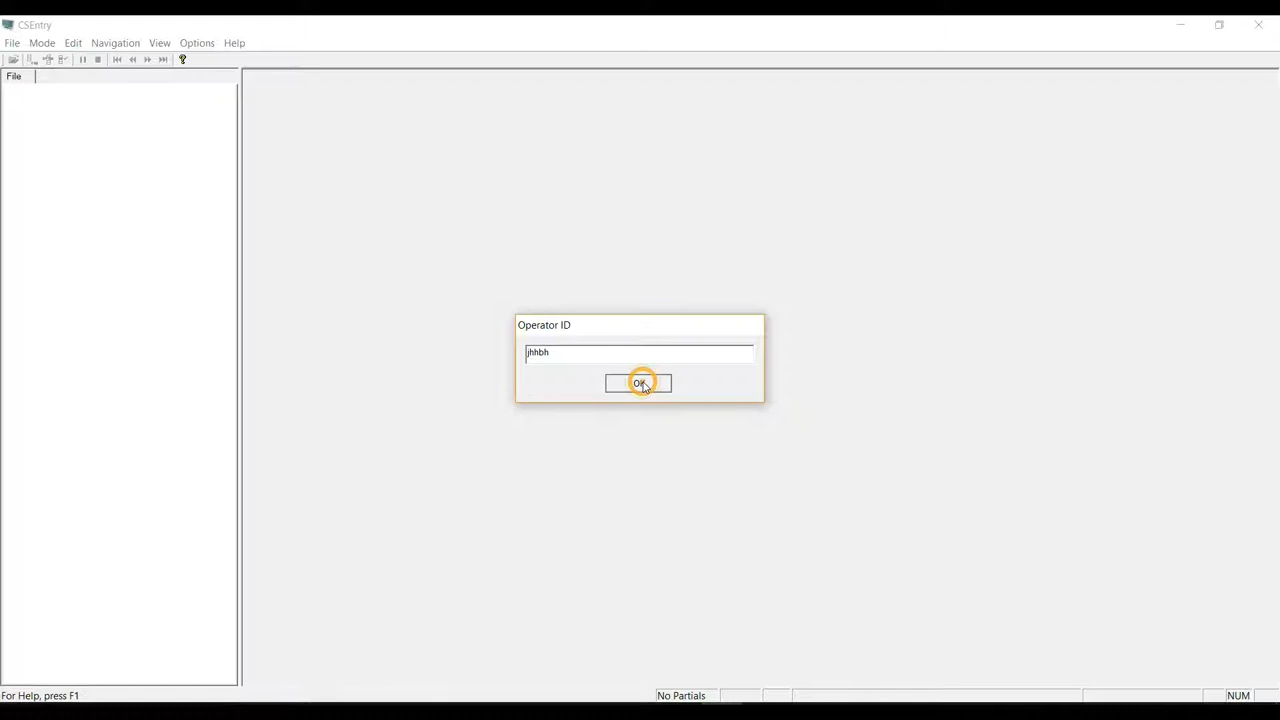 CSEntry
File Mode Edit Navigation View Options Help
File
Operator ID
jhhbh
OK
For Help, press F1
No Partials
NUM